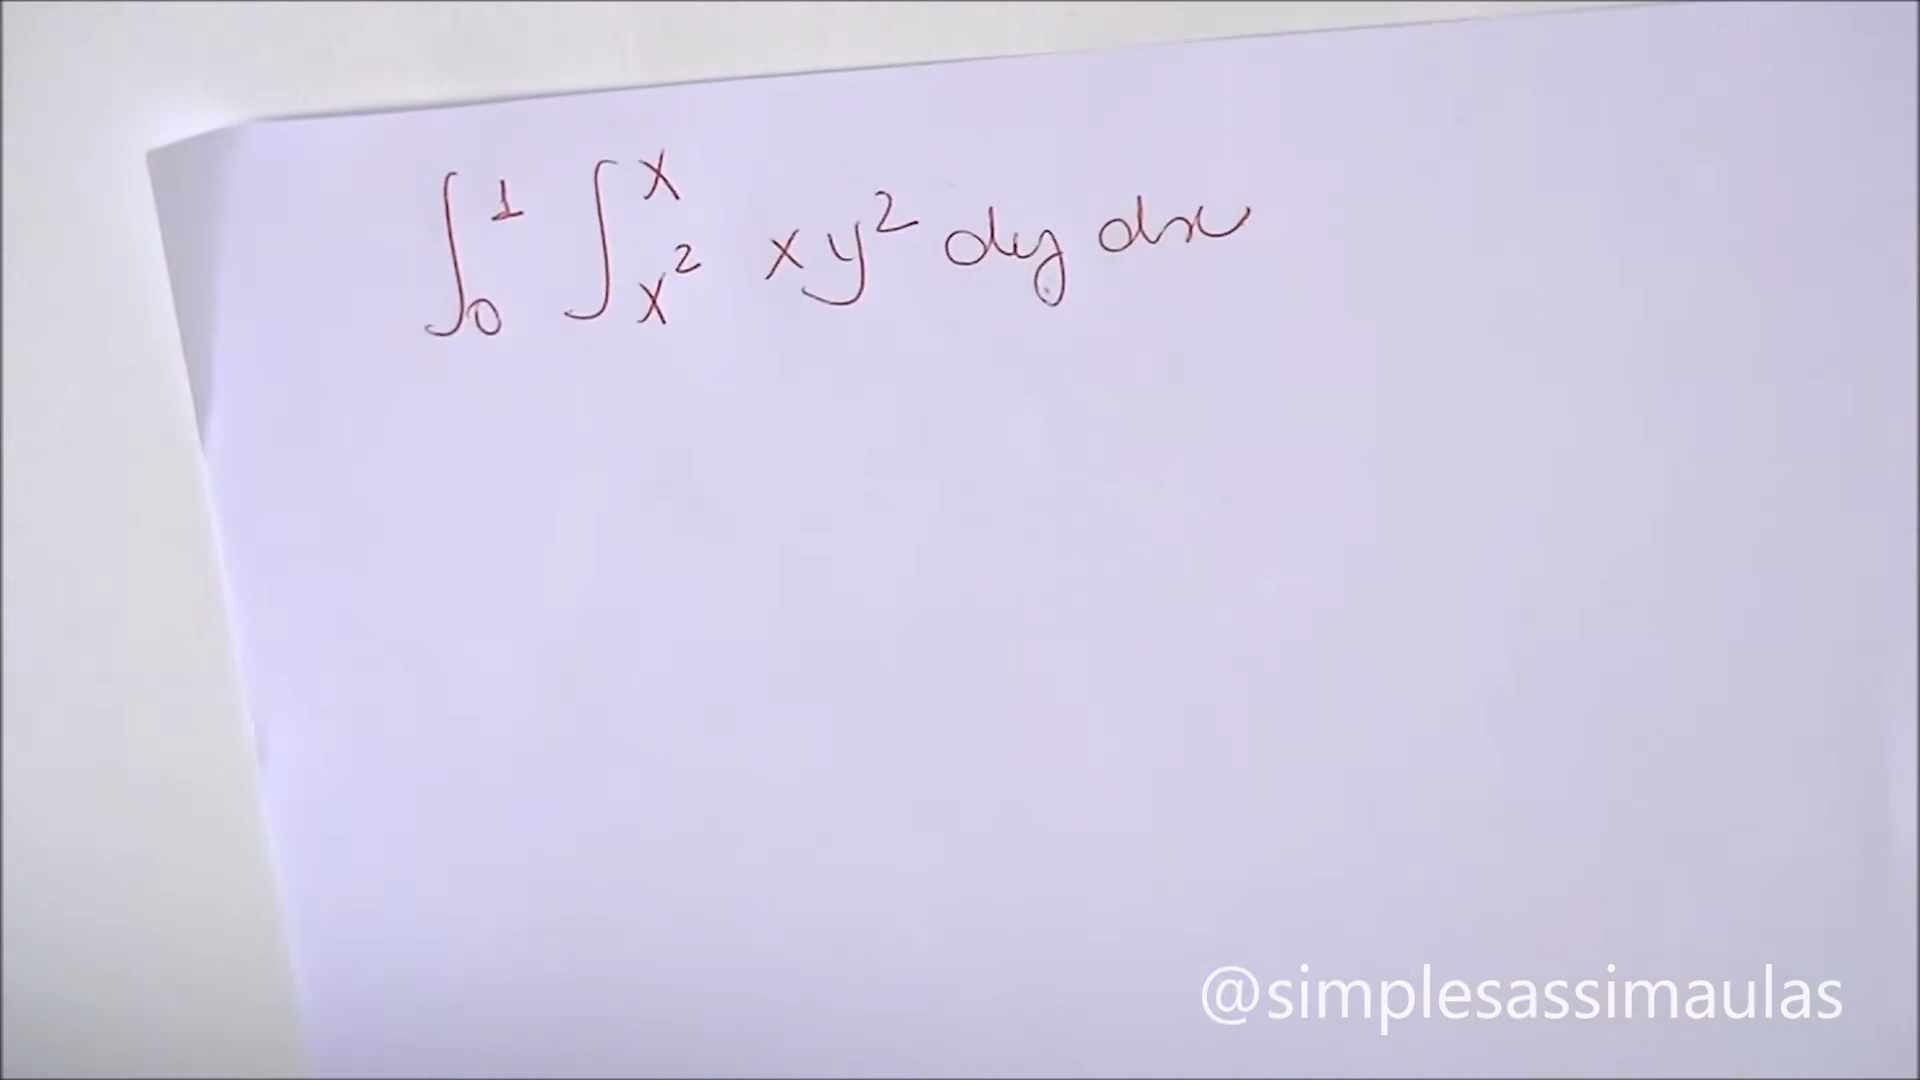 ∫₀¹ ∫ₓ²ˣ xy² dy dx
@simplesassimaulas